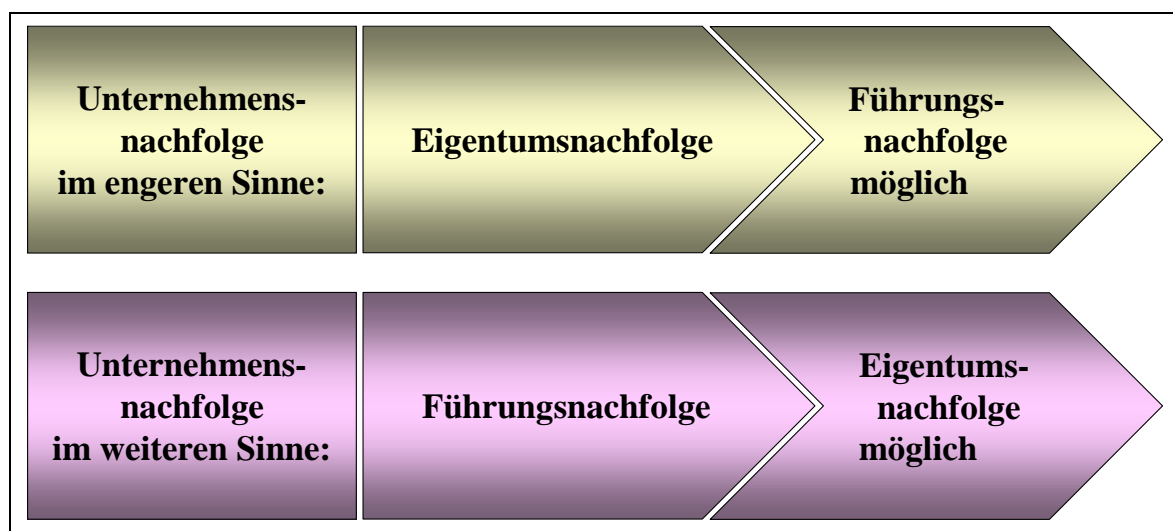 Unternehmens-
nachfolge
im engeren Sinne:
Eigentumsnachfolge
Führungs-
nachfolge
möglich
Unternehmens-
nachfolge
im weiteren Sinne:
Führungsnachfolge
Eigentums-
nachfolge
möglich